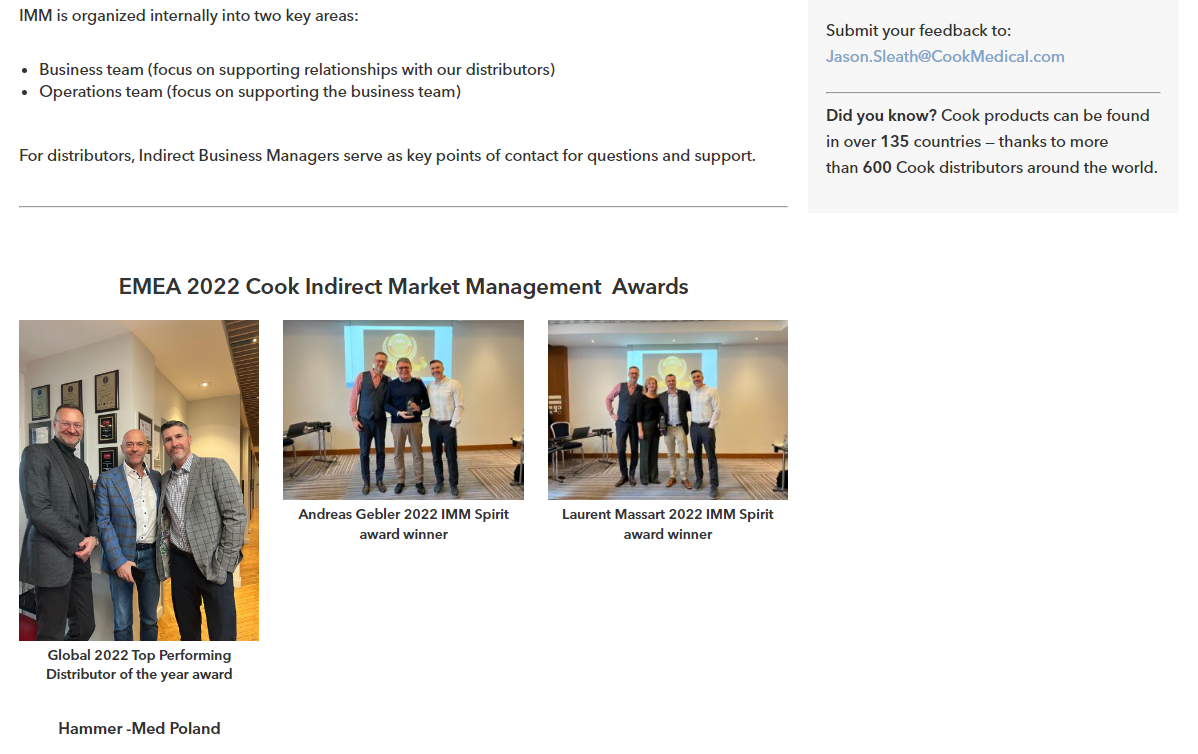 IMM is organized internally into two key areas:
Business team (focus on supporting relationships with our distributors)
Operations team (focus on supporting the business team)
For distributors, Indirect Business Managers serve as key points of contact for questions and support.
Submit your feedback to:
Jason.Sleath@CookMedical.com
Did you know? Cook products can be found
in over 135 countries – thanks to more
than 600 Cook distributors around the world.
EMEA 2022 Cook Indirect Market Management  Awards
Global 2022 Top Performing
Distributor of the year award
Hammer -Med Poland
Andreas Gebler 2022 IMM Spirit
award winner
Laurent Massart 2022 IMM Spirit
award winner